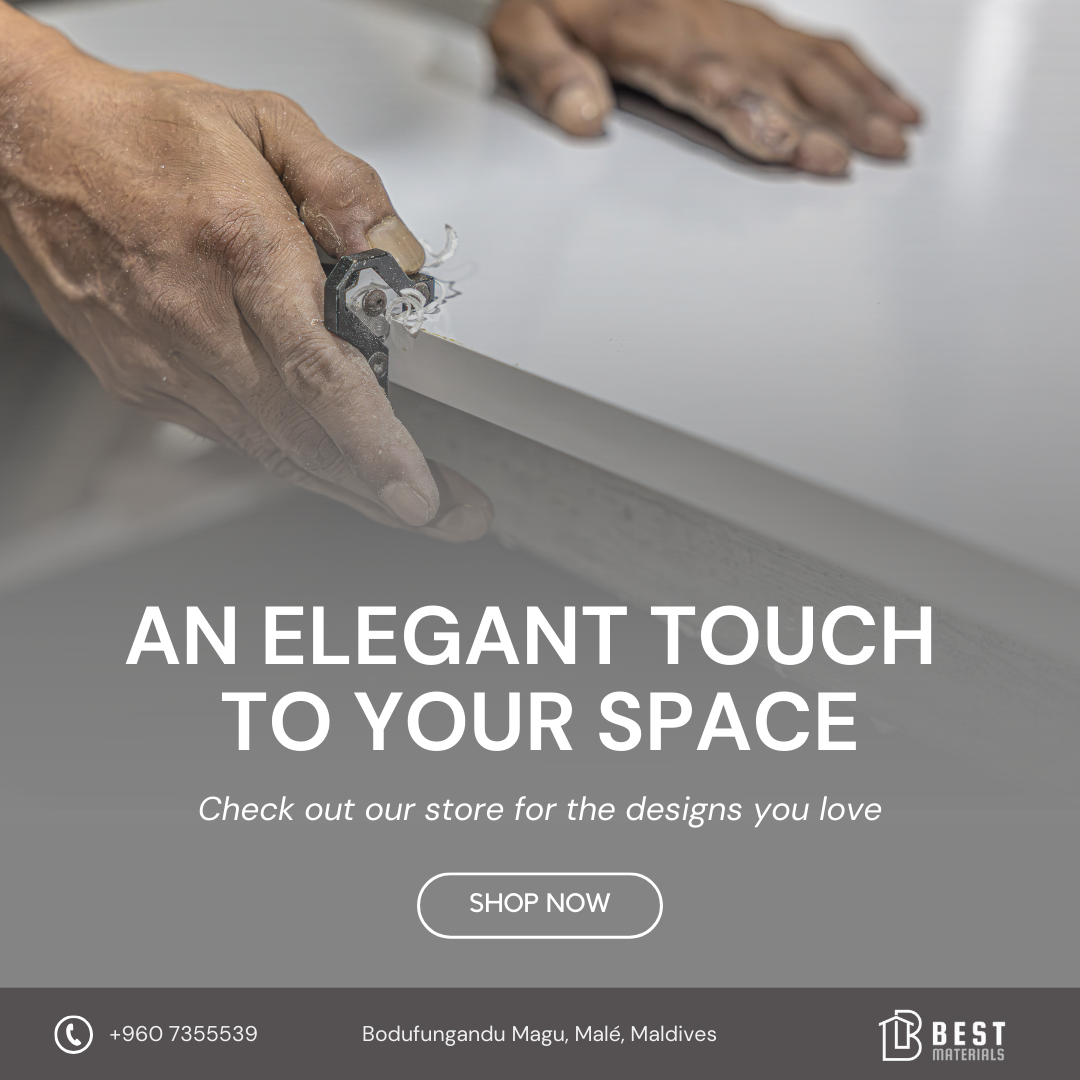 AN ELEGANT TOUCH
TO YOUR SPACE
Check out our store for the designs you love
SHOP NOW
+960 7355539
Bodufungandu Magu, Malé, Maldives
BEST
MATERIALS